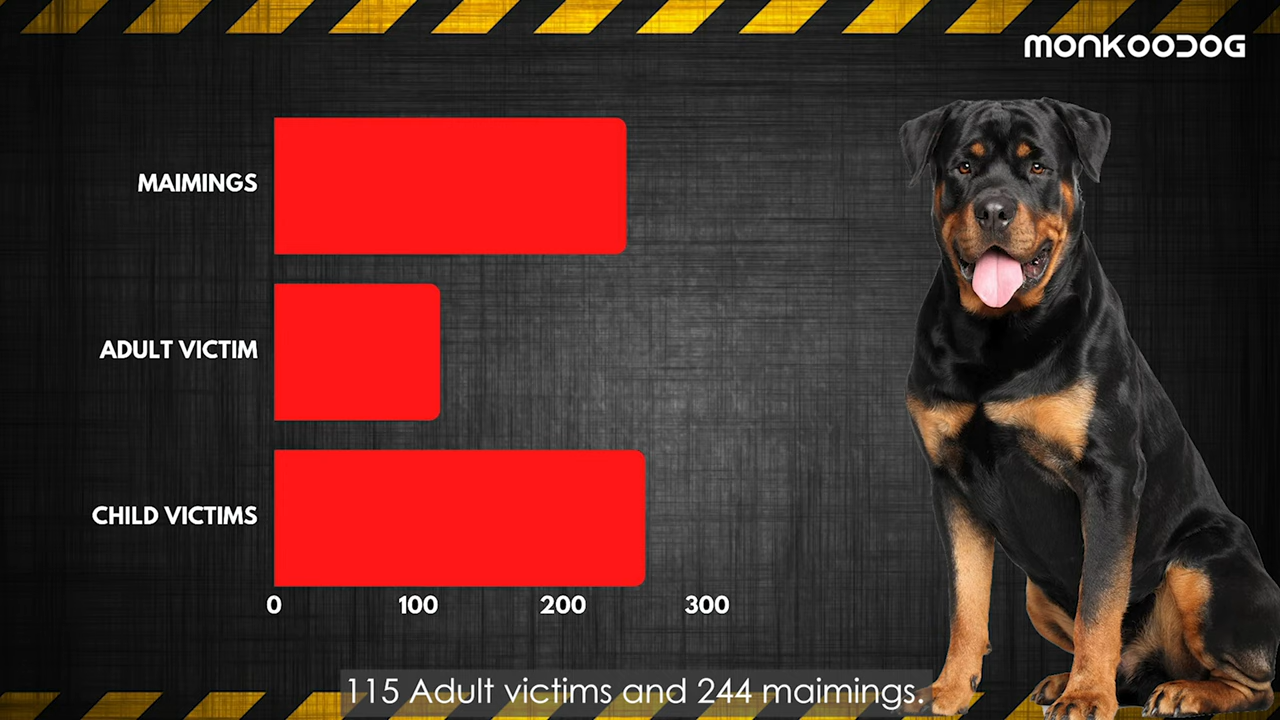 MONKOODOG
MAIMINGS
ADULT VICTIM
CHILD VICTIMS
0 100 200 300
115 Adult victims and 244 maimings.